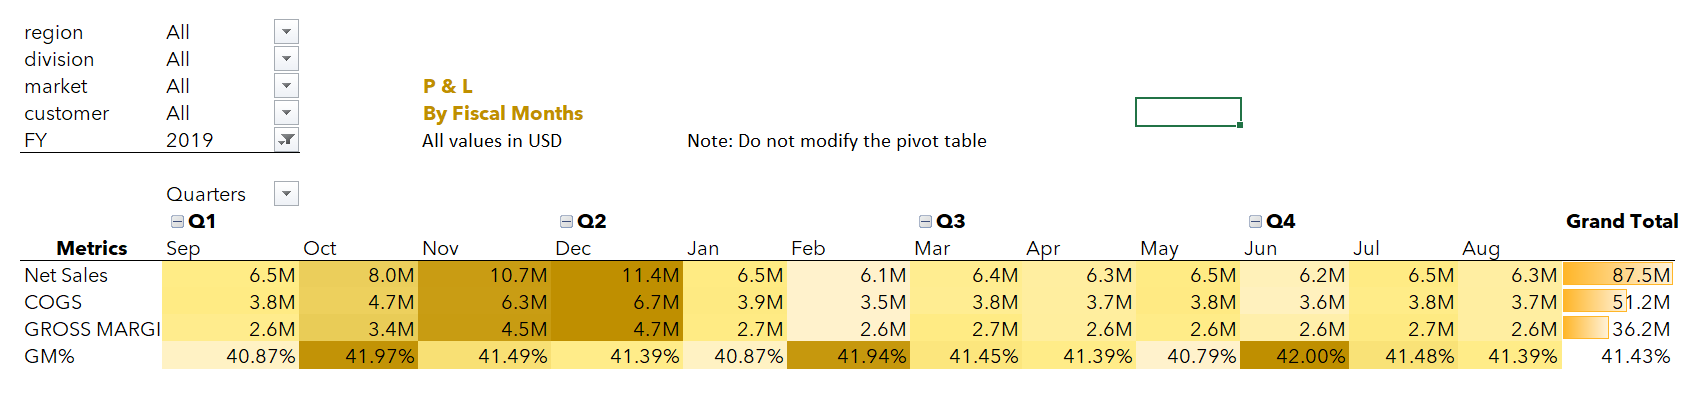 region All
division All
market All P & L
customer All By Fiscal Months
FY 2019 All values in USD Note: Do not modify the pivot table
Quarters
Q1 Q2 Q3 Q4 Grand Total
Metrics Sep Oct Nov Dec Jan Feb Mar Apr May Jun Jul Aug
Net Sales 6.5M 8.0M 10.7M 11.4M 6.5M 6.1M 6.4M 6.3M 6.5M 6.2M 6.5M 6.3M 87.5M
COGS 3.8M 4.7M 6.3M 6.7M 3.9M 3.5M 3.8M 3.7M 3.8M 3.6M 3.8M 3.7M 51.2M
GROSS MARGI 2.6M 3.4M 4.5M 4.7M 2.7M 2.6M 2.7M 2.6M 2.6M 2.6M 2.7M 2.6M 36.2M
GM% 40.87% 41.97% 41.49% 41.39% 40.87% 41.94% 41.45% 41.39% 40.79% 42.00% 41.48% 41.39% 41.43%